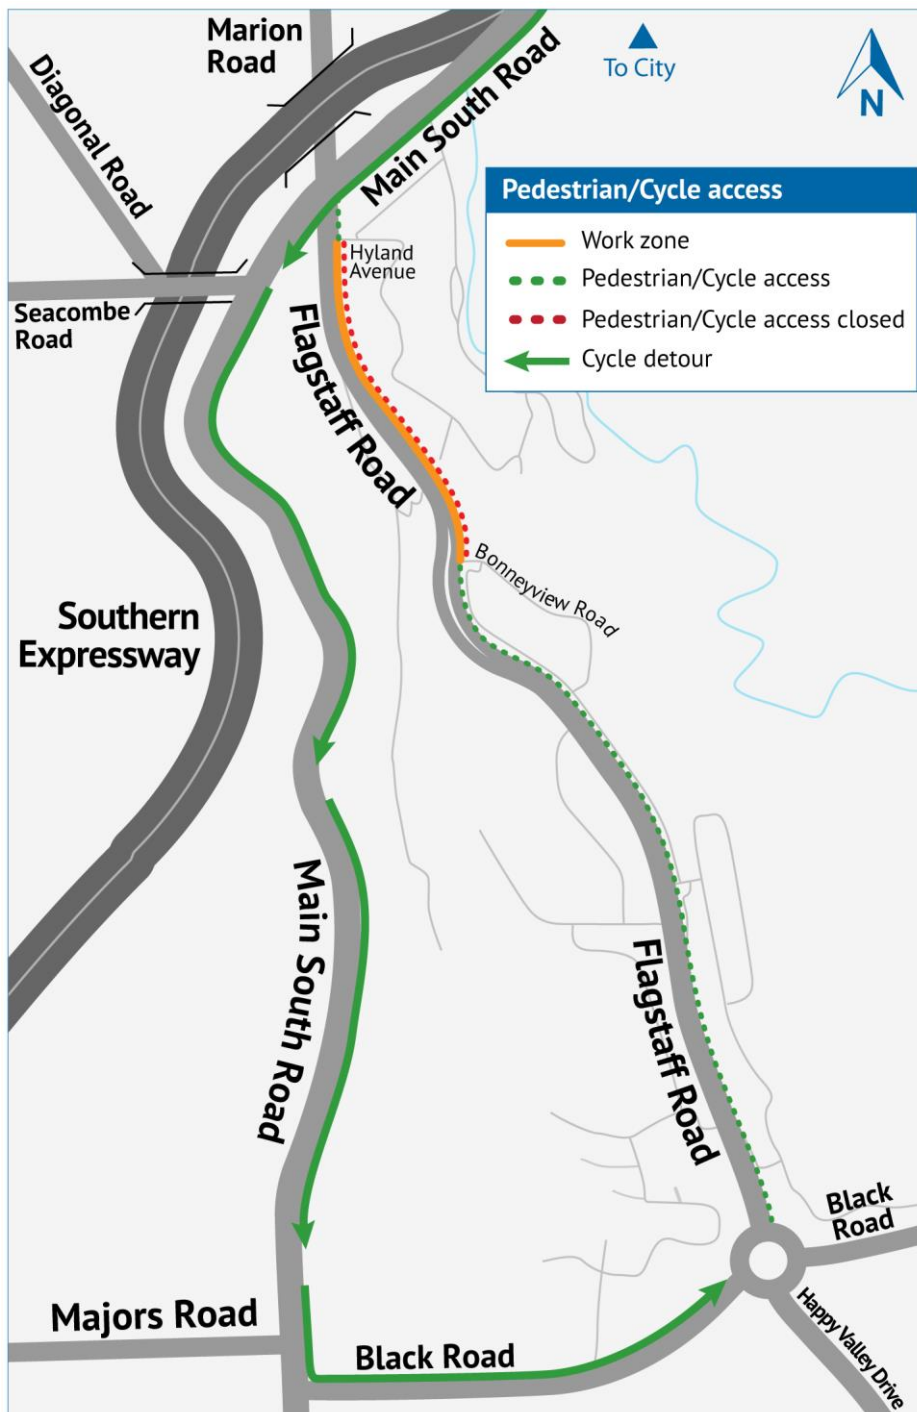 Marion
Road
To City
N
Diagonal Road
Main South Road
Pedestrian/Cycle access
Work zone
Pedestrian/Cycle access
Pedestrian/Cycle access closed
Cycle detour
Hyland
Avenue
Seacombe
Road
Flagstaff Road
Bonneyview Road
Southern
Expressway
Main South Road
Flagstaff Road
Black
Road
Majors Road
Black Road
Happy Valley Drive